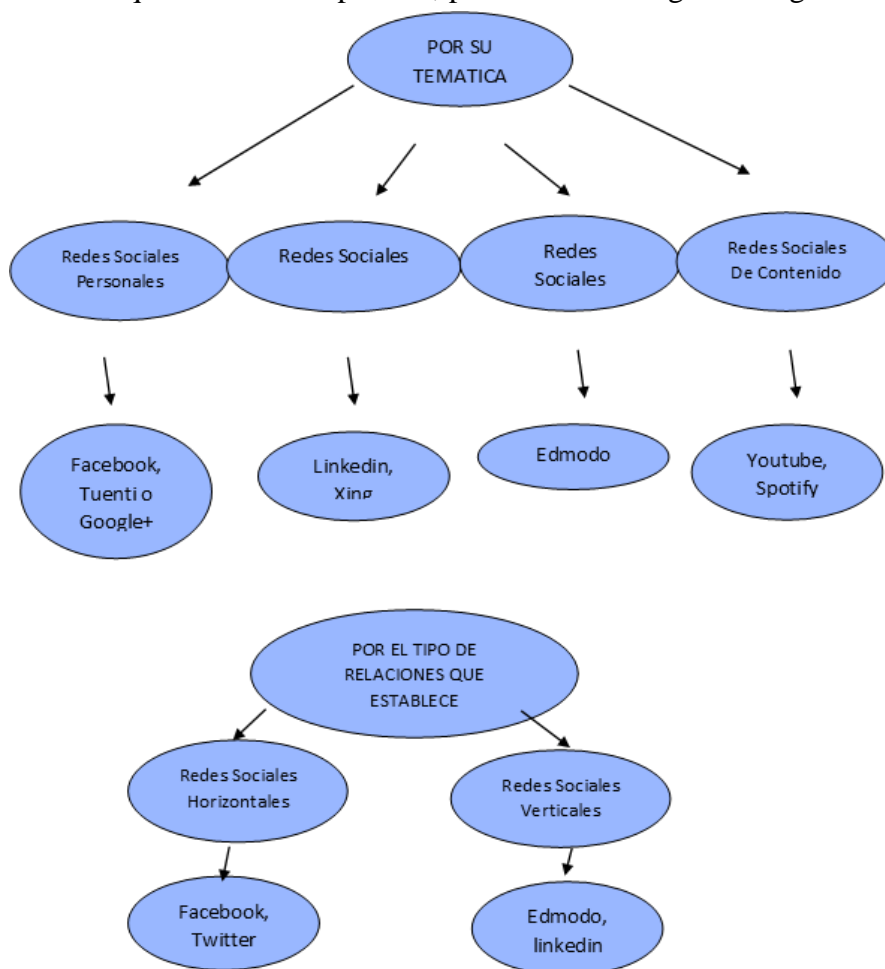 POR SU
TEMATICA
Redes Sociales
Personales
Redes Sociales
Redes
Sociales
Redes Sociales
De Contenido
Facebook,
Tuenti o
Google+
Linkedin,
Xing
Edmodo
Youtube,
Spotify
POR EL TIPO DE
RELACIONES QUE
ESTABLECE
Redes Sociales
Horizontales
Redes Sociales
Verticales
Facebook,
Twitter
Edmodo,
linkedin